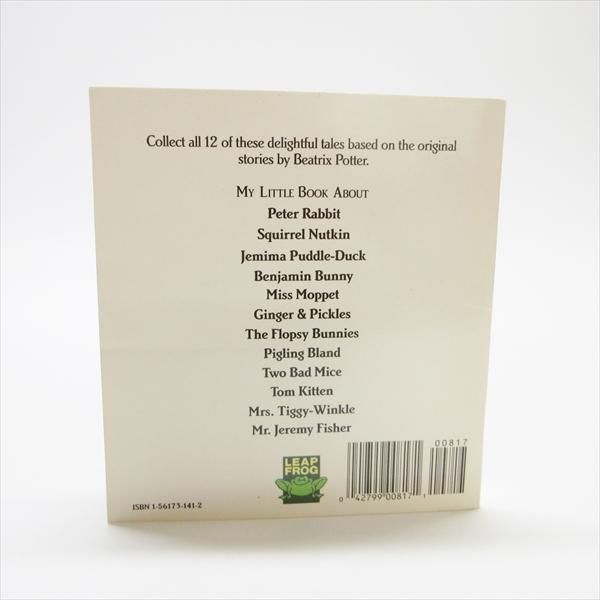 Collect all 12 of these delightful tales based on the original
stories by Beatrix Potter.
My Little Book About
Peter Rabbit
Squirrel Nutkin
Jemima Puddle-Duck
Benjamin Bunny
Miss Moppet
Ginger & Pickles
The Flopsy Bunnies
Pigling Bland
Two Bad Mice
Tom Kitten
Mrs. Tiggy-Winkle
Mr. Jeremy Fisher
LEAP
FROG
00817
0 42799 00817 1
ISBN 1-56173-141-2